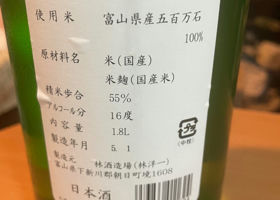 使用米 富山県産五百万石
100%
原材料名 米(国産)
米麹(国産米)
精米歩合 55%
アルコール分 16度
内容量 1.8L
製造年月 5. 1
製造元 林酒造場(林洋一)
富山県下新川郡朝日町境1608
日本酒